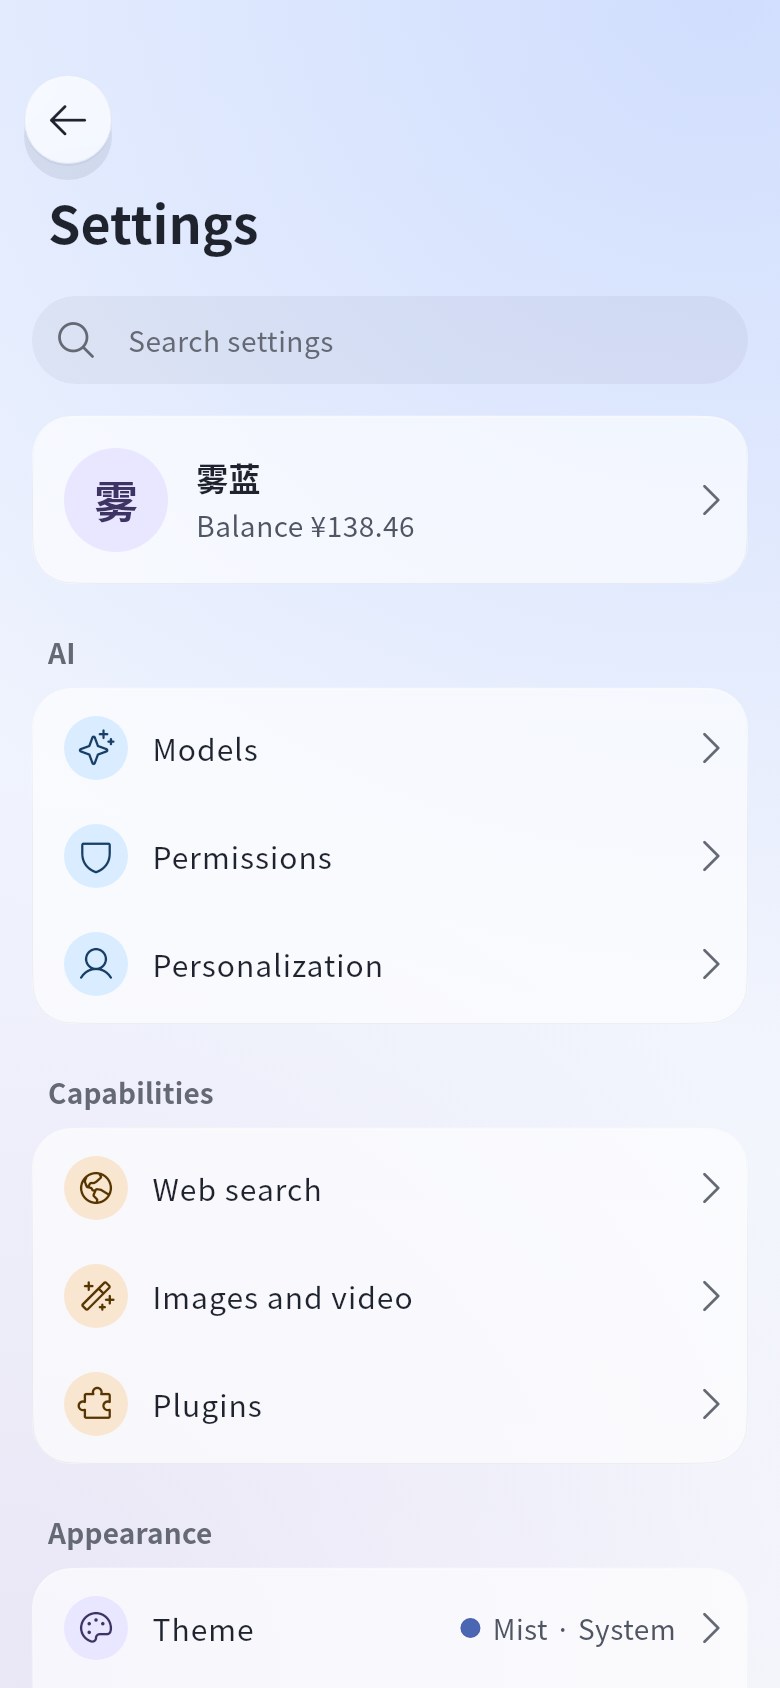 Settings
Search settings
雾
雾蓝
Balance ¥138.46
AI
Models
Permissions
Personalization
Capabilities
Web search
Images and video
Plugins
Appearance
Theme
Mist · System